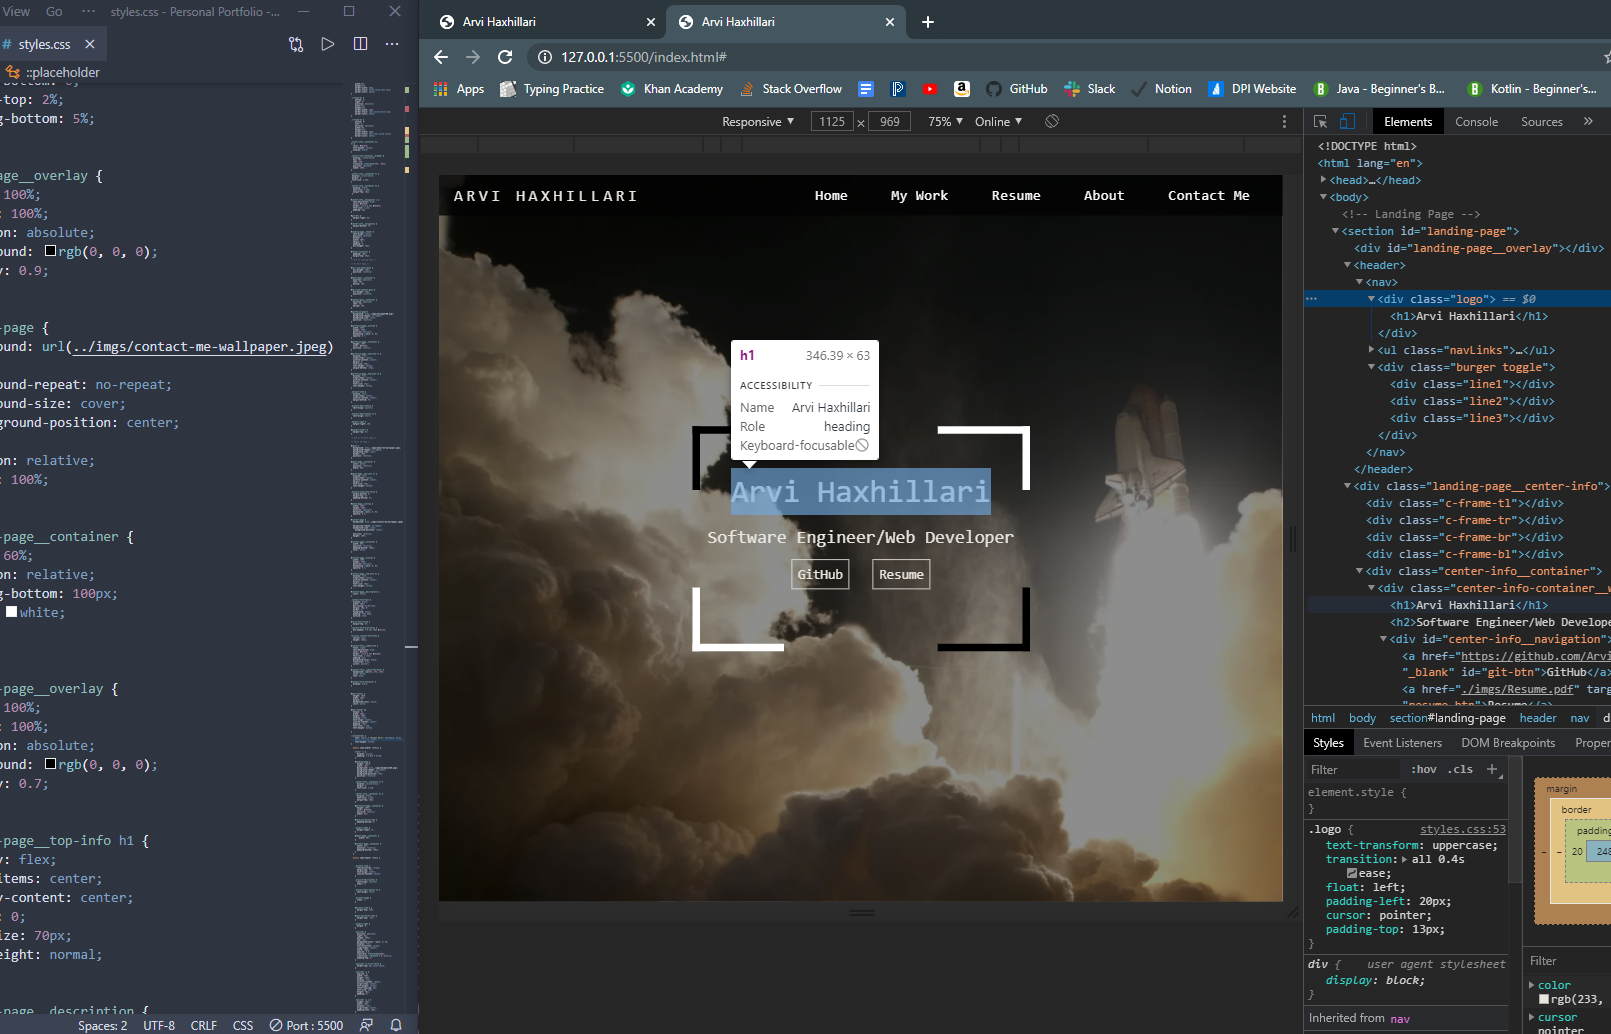 View Go ··· styles.css - Personal Portfolio -...
# styles.css
::placeholder
-top: 2%;
g-bottom: 5%;
age__overlay {
100%;
: 100%;
on: absolute;
ound: rgb(0, 0, 0);
y: 0.9;
-page {
ound: url(../imgs/contact-me-wallpaper.jpeg)
ound-repeat: no-repeat;
ound-size: cover;
ground-position: center;
on: relative;
: 100%;
-page__container {
60%;
on: relative;
g-bottom: 100px;
white;
-page__overlay {
100%;
: 100%;
on: absolute;
ound: rgb(0, 0, 0);
y: 0.7;
-page__top-info h1 {
y: flex;
items: center;
y-content: center;
: 0;
ize: 70px;
eight: normal;
-page__description {
Spaces: 2 UTF-8 CRLF CSS Port : 5500
Arvi Haxhillari
Arvi Haxhillari
127.0.0.1:5500/index.html#
Apps Typing Practice Khan Academy Stack Overflow GitHub Slack Notion DPI Website Java - Beginner's B... Kotlin - Beginner's...
Responsive ▼ 1125 × 969 75% ▼ Online ▼
ARVI HAXHILLARI Home My Work Resume About Contact Me
h1 346.39 × 63
ACCESSIBILITY
Name Arvi Haxhillari
Role heading
Keyboard-focusable
Arvi Haxhillari
Software Engineer/Web Developer
GitHub Resume
Elements Console Sources »
<!DOCTYPE html>
<html lang="en">
<head>…</head>
<body>
<!-- Landing Page -->
<section id="landing-page">
<div id="landing-page__overlay"></div>
<header>
<nav>
<div class="logo"> == $0
<h1>Arvi Haxhillari</h1>
</div>
<ul class="navLinks">…</ul>
<div class="burger toggle">
<div class="line1"></div>
<div class="line2"></div>
<div class="line3"></div>
</div>
</nav>
</header>
<div class="landing-page__center-info">
<div class="c-frame-tl"></div>
<div class="c-frame-tr"></div>
<div class="c-frame-br"></div>
<div class="c-frame-bl"></div>
<div class="center-info__container">
<div class="center-info-container__w
<h1>Arvi Haxhillari</h1>
<h2>Software Engineer/Web Develope
<div id="center-info__navigation">
<a href="https://github.com/Arvi
"_blank" id="git-btn">GitHub</a>
<a href="./imgs/Resume.pdf" targ
"resume-btn">Resume</a>
html body section#landing-page header nav d
Styles Event Listeners DOM Breakpoints Proper
Filter :hov .cls +
element.style {
}
.logo { styles.css:53
text-transform: uppercase;
transition: all 0.4s
ease;
float: left;
padding-left: 20px;
cursor: pointer;
padding-top: 13px;
}
div { user agent stylesheet
display: block;
}
Inherited from nav
margin
border
padding
20 248
Filter
color
rgb(233,
cursor
pointer